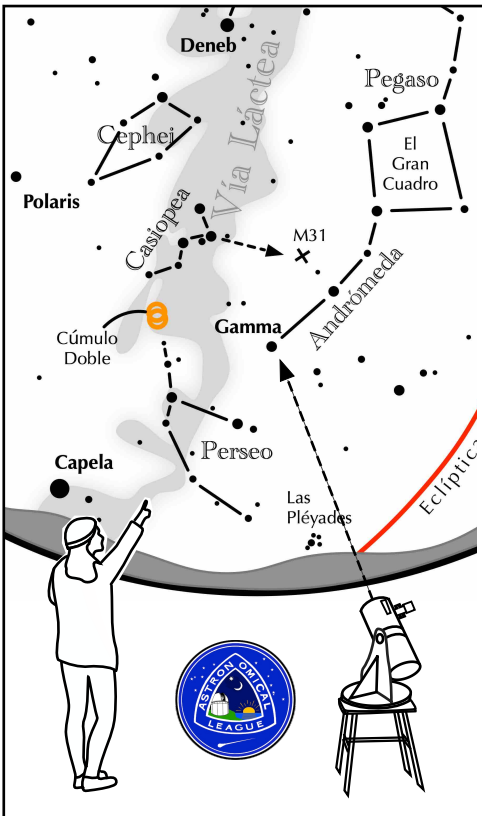 Deneb
Vía Láctea
Pegaso
Cephei
El
Gran
Cuadro
Polaris
Casiopea
M31
Andrómeda
Gamma
Cúmulo
Doble
Perseo
Capela
Eclíptica
Las
Pléyades
ASTRONOMICAL
LEAGUE